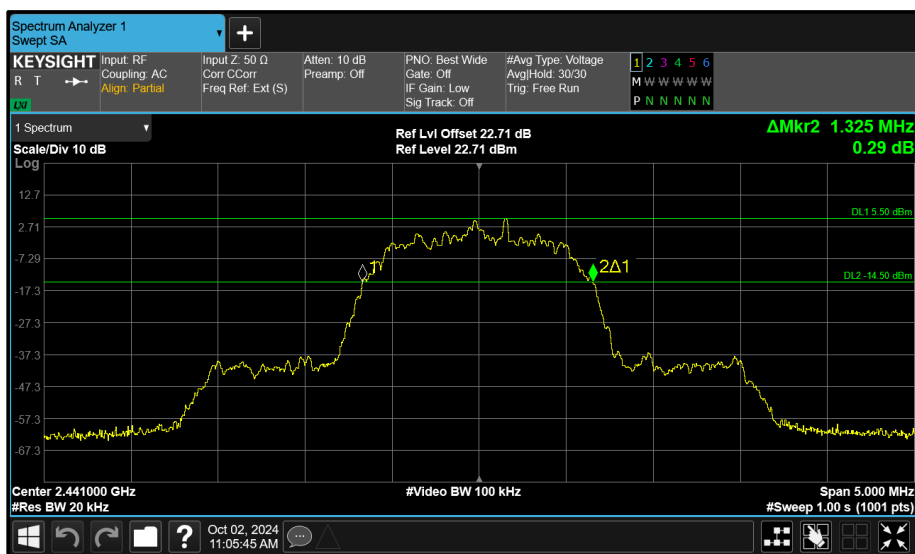 Spectrum Analyzer 1
Swept SA
+
KEYSIGHT
R T
LXI
Input: RF
Coupling: AC
Align: Partial
Input Z: 50 Ω
Corr CCorr
Freq Ref: Ext (S)
Atten: 10 dB
Preamp: Off
PNO: Best Wide
Gate: Off
IF Gain: Low
Sig Track: Off
#Avg Type: Voltage
Avg|Hold: 30/30
Trig: Free Run
1 2 3 4 5 6
M W W W W W
P N N N N N
1 Spectrum
Scale/Div 10 dB
Ref Lvl Offset 22.71 dB
Ref Level 22.71 dBm
ΔMkr2 1.325 MHz
0.29 dB
Log
12.7
2.71
-7.29
-17.3
-27.3
-37.3
-47.3
-57.3
-67.3
DL1 5.50 dBm
1
2Δ1
DL2 -14.50 dBm
Center 2.441000 GHz
#Video BW 100 kHz
Span 5.000 MHz
#Res BW 20 kHz
#Sweep 1.00 s (1001 pts)
?
Oct 02, 2024
11:05:45 AM